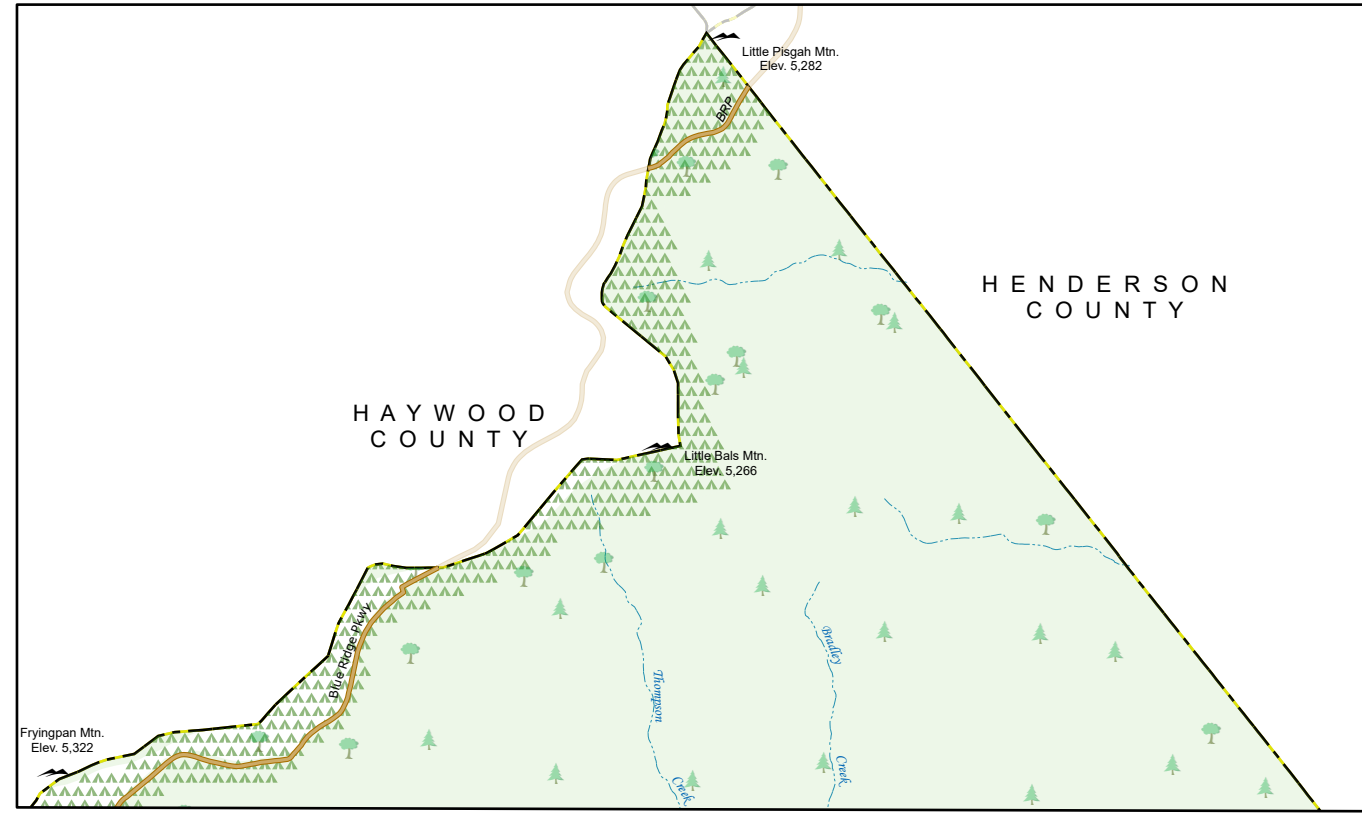 Little Pisgah Mtn.
Elev. 5,282
BRP
HENDERSON
COUNTY
HAYWOOD
COUNTY
Little Bals Mtn.
Elev. 5,266
Blue Ridge Pkwy
Bradley
Thompson
Fryingpan Mtn.
Elev. 5,322
Creek
Creek